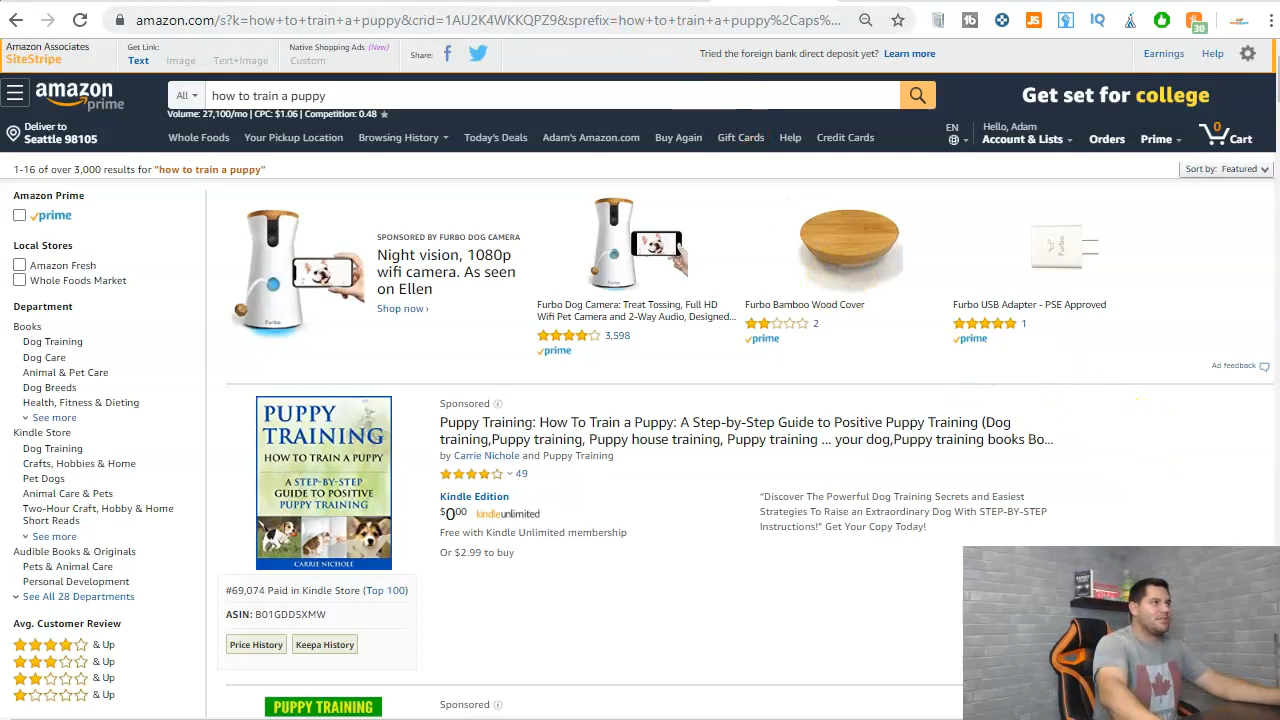 amazon.com/s?k=how+to+train+a+puppy&crid=1AU2K4WKKQPZ9&sprefix=how+to+train+a+puppy%2Caps%...
30
Amazon Associates
SiteStripe
Get Link:
Text
Image
Text+Image
Native Shopping Ads (New)
Custom
Share:
Tried the foreign bank direct deposit yet? Learn more
Earnings
Help
amazon
prime
All
how to train a puppy
Volume: 27,100/mo | CPC: $1.06 | Competition: 0.48
Get set for college
Deliver to
Seattle 98105
Whole Foods
Your Pickup Location
Browsing History
Today's Deals
Adam's Amazon.com
Buy Again
Gift Cards
Help
Credit Cards
EN
Hello, Adam
Account & Lists
Orders
Prime
0
Cart
1-16 of over 3,000 results for "how to train a puppy"
Sort by: Featured
Amazon Prime
prime
Local Stores
Amazon Fresh
Whole Foods Market
Department
Books
Dog Training
Dog Care
Animal & Pet Care
Dog Breeds
Health, Fitness & Dieting
See more
Kindle Store
Dog Training
Crafts, Hobbies & Home
Pet Dogs
Animal Care & Pets
Two-Hour Craft, Hobby & Home
Short Reads
See more
Audible Books & Originals
Pets & Animal Care
Personal Development
See All 28 Departments
Avg. Customer Review
& Up
& Up
& Up
& Up
SPONSORED BY FURBO DOG CAMERA
Night vision, 1080p
wifi camera. As seen
on Ellen
Shop now ›
Furbo
Furbo Dog Camera: Treat Tossing, Full HD
Wifi Pet Camera and 2-Way Audio, Designed...
3,598
prime
Furbo Bamboo Wood Cover
2
prime
Furbo
Furbo USB Adapter - PSE Approved
1
prime
Ad feedback
PUPPY
TRAINING
HOW TO TRAIN A PUPPY
A STEP-BY-STEP
GUIDE TO POSITIVE
PUPPY TRAINING
CARRIE NICHOLE
Sponsored
Puppy Training: How To Train a Puppy: A Step-by-Step Guide to Positive Puppy Training (Dog
training,Puppy training, Puppy house training, Puppy training ... your dog,Puppy training books Bo...
by Carrie Nichole and Puppy Training
49
Kindle Edition
$0.00 kindleunlimited
Free with Kindle Unlimited membership
Or $2.99 to buy
"Discover The Powerful Dog Training Secrets and Easiest
Strategies To Raise an Extraordinary Dog With STEP-BY-STEP
Instructions!" Get Your Copy Today!
#69,074 Paid in Kindle Store (Top 100)
ASIN: B01GDD5XMW
Price History
Keepa History
PUPPY TRAINING
Sponsored